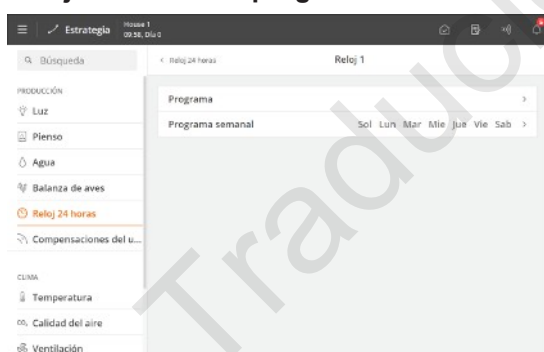 Estrategia
House 1
09:58, Día 0
Búsqueda
Reloj 24 horas
Reloj 1
PRODUCCIÓN
Luz
Pienso
Agua
Balanza de aves
Reloj 24 horas
Compensaciones del u...
CLIMA
Temperatura
Calidad del aire
Ventilación
Programa
Programa semanal Sol Lun Mar Mie Jue Vie Sab